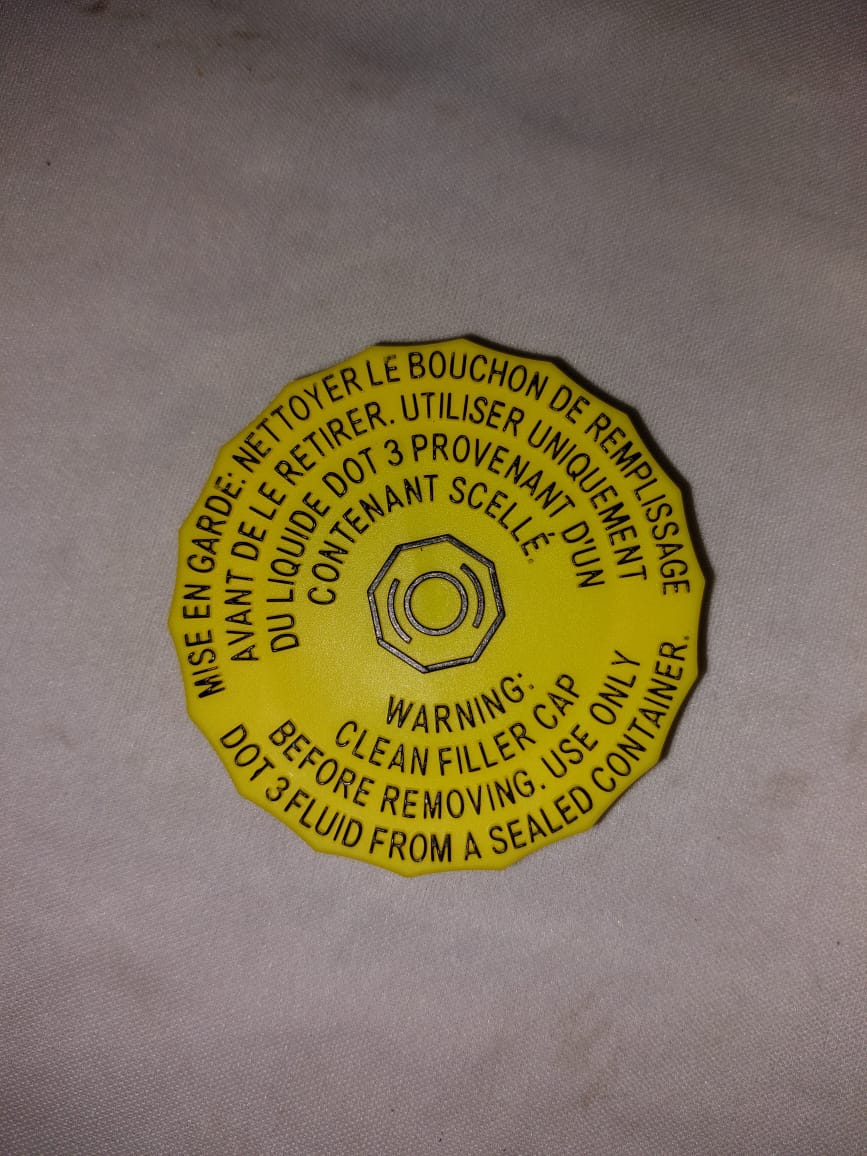 MISE EN GARDE: NETTOYER LE BOUCHON DE REMPLISSAGE
AVANT DE LE RETIRER. UTILISER UNIQUEMENT
DU LIQUIDE DOT 3 PROVENANT D'UN
CONTENANT SCELLÉ.
WARNING:
CLEAN FILLER CAP
BEFORE REMOVING. USE ONLY
DOT 3 FLUID FROM A SEALED CONTAINER.